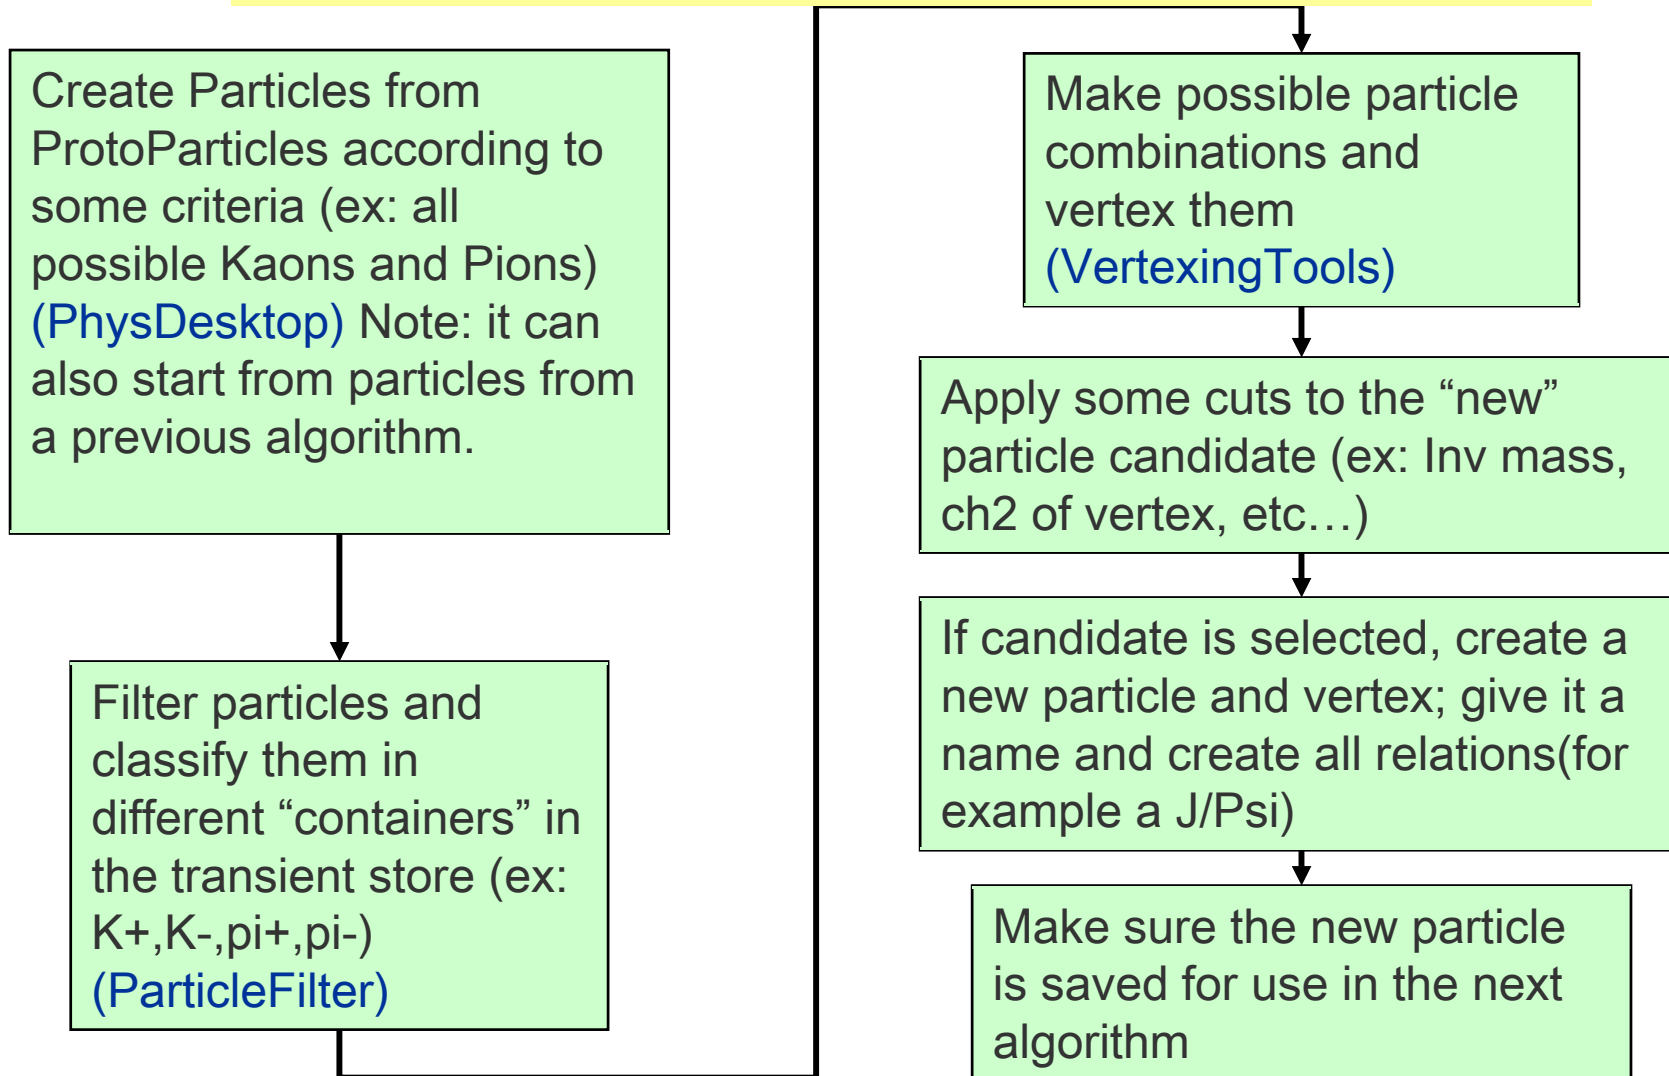 Create Particles from
ProtoParticles according to
some criteria (ex: all
possible Kaons and Pions)
(PhysDesktop) Note: it can
also start from particles from
a previous algorithm.
Filter particles and
classify them in
different “containers” in
the transient store (ex:
K+,K-,pi+,pi-)
(ParticleFilter)
Make possible particle
combinations and
vertex them
(VertexingTools)
Apply some cuts to the “new”
particle candidate (ex: Inv mass,
ch2 of vertex, etc…)
If candidate is selected, create a
new particle and vertex; give it a
name and create all relations(for
example a J/Psi)
Make sure the new particle
is saved for use in the next
algorithm